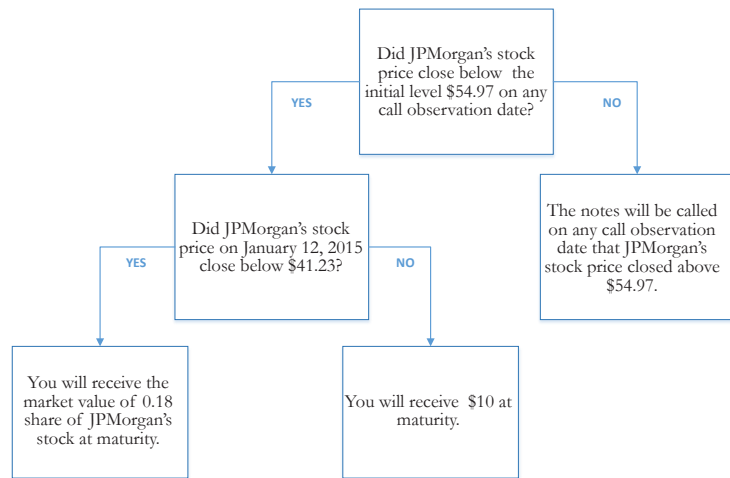 Did JPMorgan's stock
price close below the
initial level $54.97 on any
call observation date?
YES
NO
Did JPMorgan's stock
price on January 12, 2015
close below $41.23?
The notes will be called
on any call observation
date that JPMorgan's
stock price closed above
$54.97.
YES
NO
You will receive the
market value of 0.18
share of JPMorgan's
stock at maturity.
You will receive $10 at
maturity.